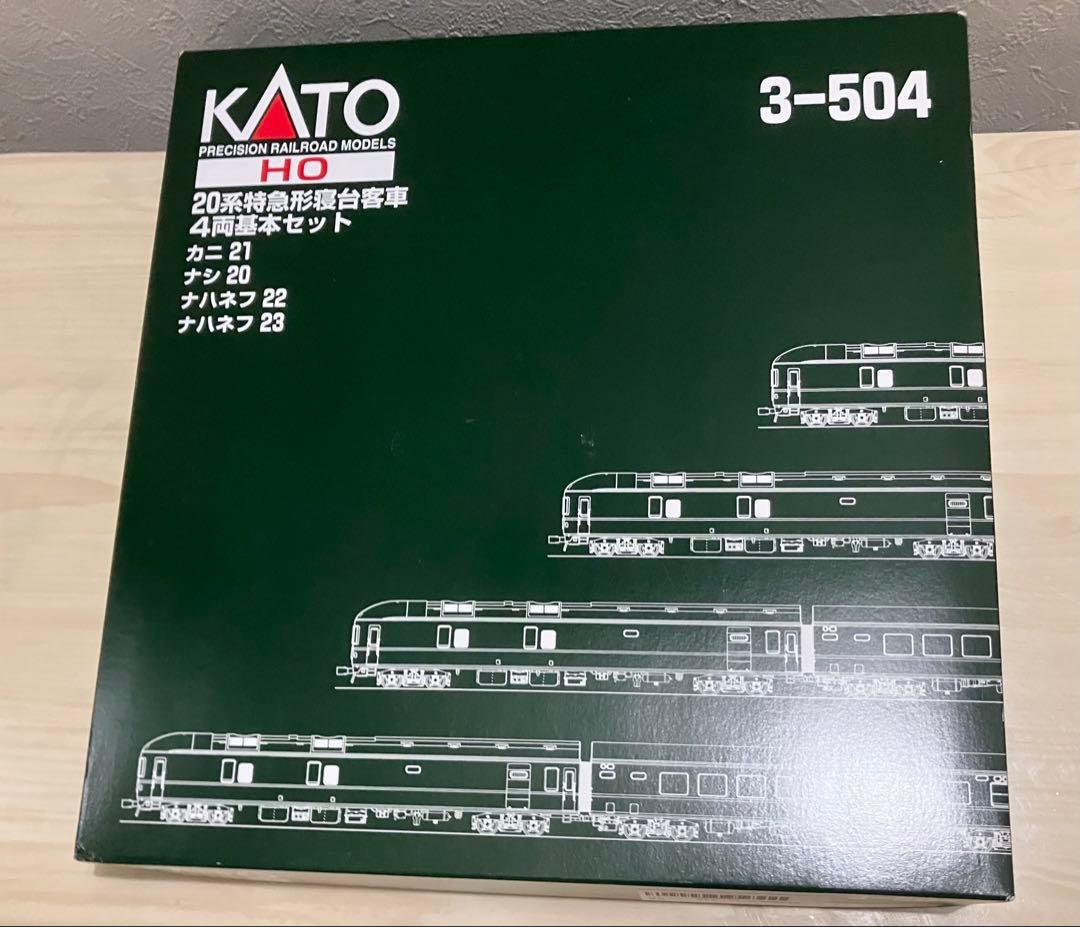 KATO
PRECISION RAILROAD MODELS
HO
3-504
20系特急形寝台客車
4両基本セット
カニ 21
ナシ 20
ナハネフ 22
ナハネフ 23